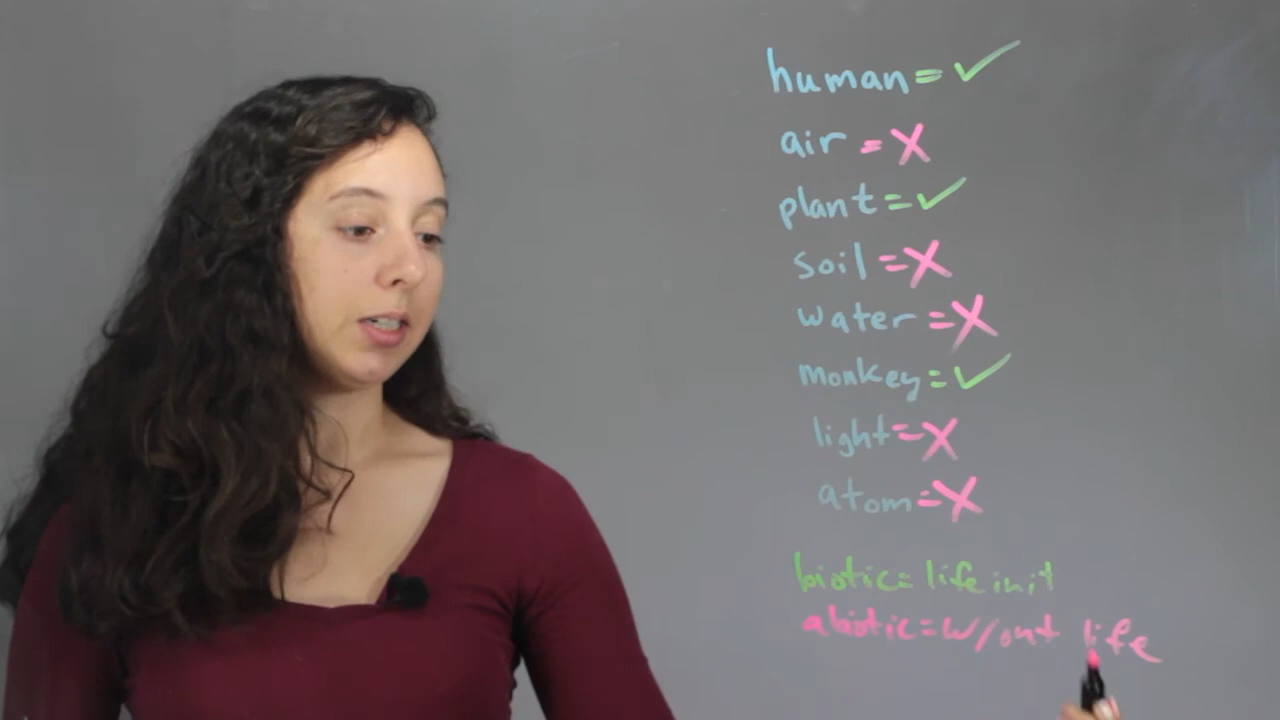 human = ✓
air = X
plant = ✓
soil = X
water = X
monkey = ✓
light = X
atom = X
biotic = life in it
abiotic = w/out life